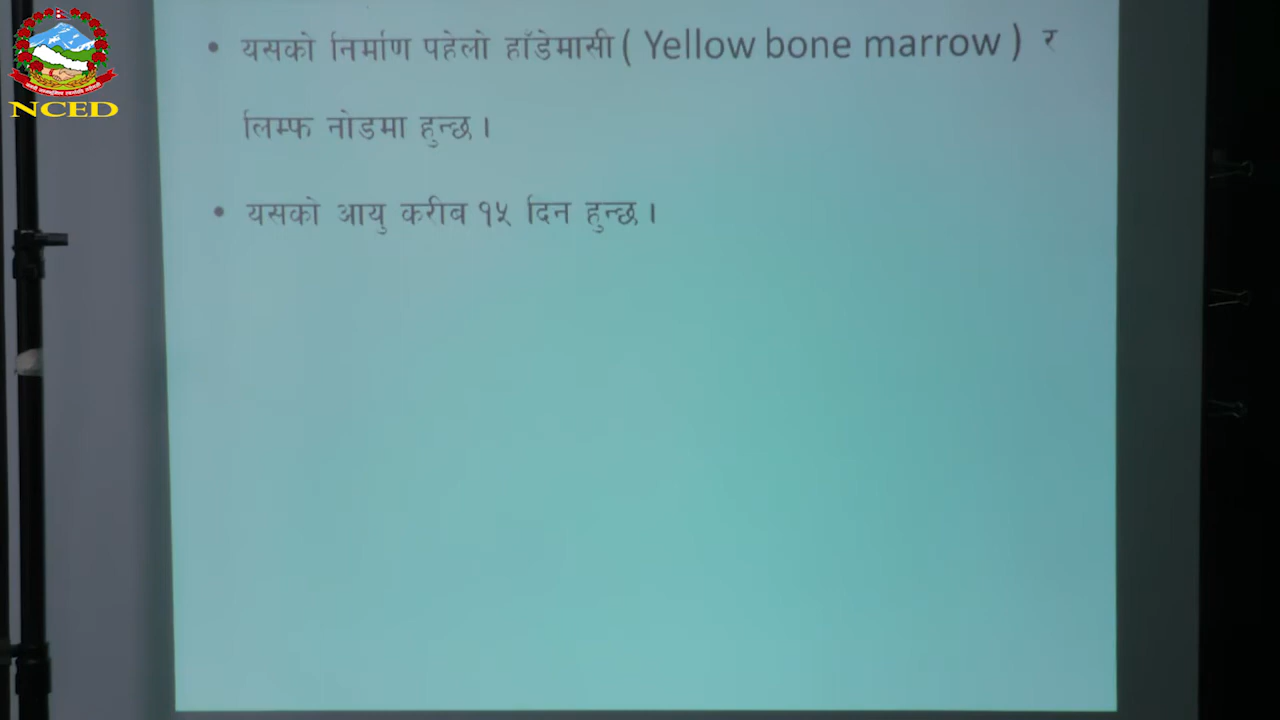 NCED
• यसको निर्माण पहेलो हाँडेमासी ( Yellow bone marrow ) र
लिम्फ नोडमा हुन्छ ।
• यसको आयु करीब १५ दिन हुन्छ ।